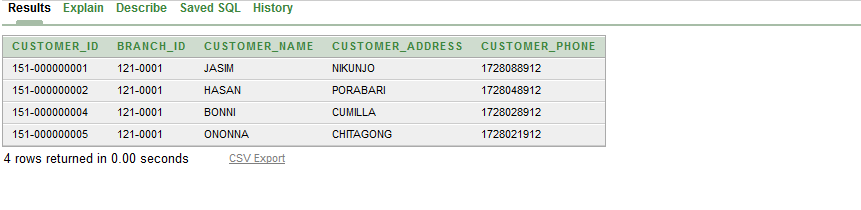 Results Explain Describe Saved SQL History
CUSTOMER_ID BRANCH_ID CUSTOMER_NAME CUSTOMER_ADDRESS CUSTOMER_PHONE
151-000000001 121-0001 JASIM NIKUNJO 1728088912
151-000000002 121-0001 HASAN PORABARI 1728048912
151-000000004 121-0001 BONNI CUMILLA 1728028912
151-000000005 121-0001 ONONNA CHITAGONG 1728021912
4 rows returned in 0.00 seconds CSV Export